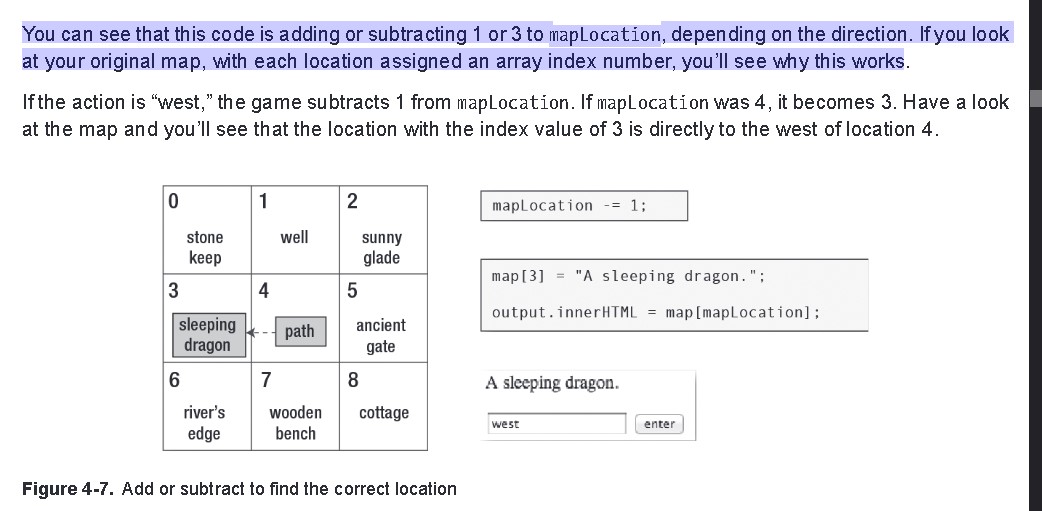 You can see that this code is adding or subtracting 1 or 3 to mapLocation, depending on the direction. If you look
at your original map, with each location assigned an array index number, you'll see why this works.
If the action is “west,” the game subtracts 1 from mapLocation. If mapLocation was 4, it becomes 3. Have a look
at the map and you'll see that the location with the index value of 3 is directly to the west of location 4.
0 1 2
stone well sunny
keep glade
3 4 5
sleeping path ancient
dragon gate
6 7 8
river's wooden cottage
edge bench
mapLocation -= 1;
map[3] = "A sleeping dragon.";
output.innerHTML = map[mapLocation];
A sleeping dragon.
west enter
Figure 4-7. Add or subtract to find the correct location